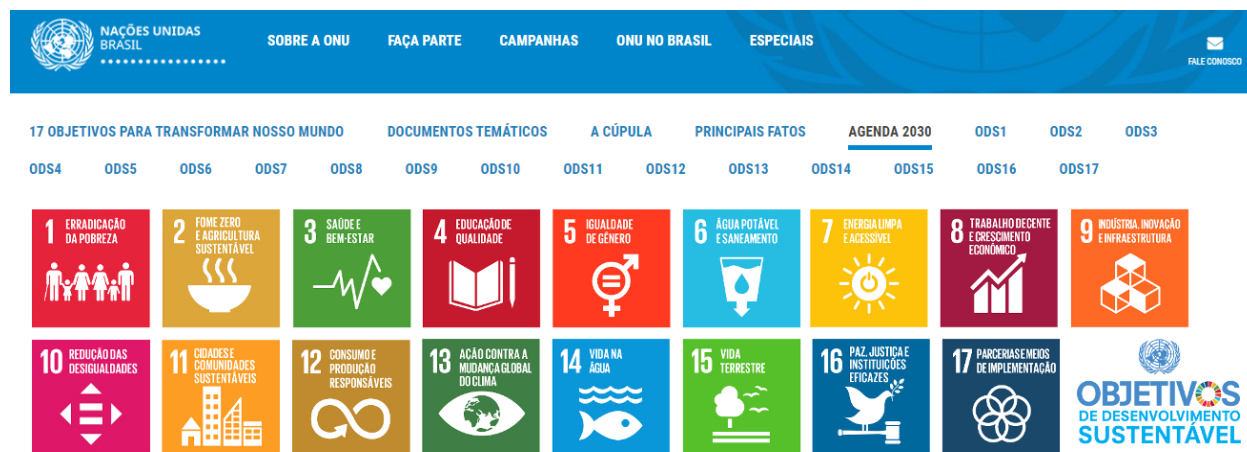 NAÇÕES UNIDAS
BRASIL
SOBRE A ONU FAÇA PARTE CAMPANHAS ONU NO BRASIL ESPECIAIS
FALE CONOSCO
17 OBJETIVOS PARA TRANSFORMAR NOSSO MUNDO DOCUMENTOS TEMÁTICOS A CÚPULA PRINCIPAIS FATOS AGENDA 2030 ODS1 ODS2 ODS3
ODS4 ODS5 ODS6 ODS7 ODS8 ODS9 ODS10 ODS11 ODS12 ODS13 ODS14 ODS15 ODS16 ODS17
1 ERRADICAÇÃO
DA POBREZA
2 FOME ZERO
E AGRICULTURA
SUSTENTÁVEL
3 SAÚDE E
BEM-ESTAR
4 EDUCAÇÃO DE
QUALIDADE
5 IGUALDADE
DE GÊNERO
6 ÁGUA POTÁVEL
E SANEAMENTO
7 ENERGIA LIMPA
E ACESSÍVEL
8 TRABALHO DECENTE
E CRESCIMENTO
ECONÔMICO
9 INDÚSTRIA, INOVAÇÃO
E INFRAESTRUTURA
10 REDUÇÃO DAS
DESIGUALDADES
11 CIDADES E
COMUNIDADES
SUSTENTÁVEIS
12 CONSUMO E
PRODUÇÃO
RESPONSÁVEIS
13 AÇÃO CONTRA A
MUDANÇA GLOBAL
DO CLIMA
14 VIDA NA
ÁGUA
15 VIDA
TERRESTRE
16 PAZ, JUSTIÇA E
INSTITUIÇÕES
EFICAZES
17 PARCERIAS E MEIOS
DE IMPLEMENTAÇÃO
OBJETIVOS
DE DESENVOLVIMENTO
SUSTENTÁVEL